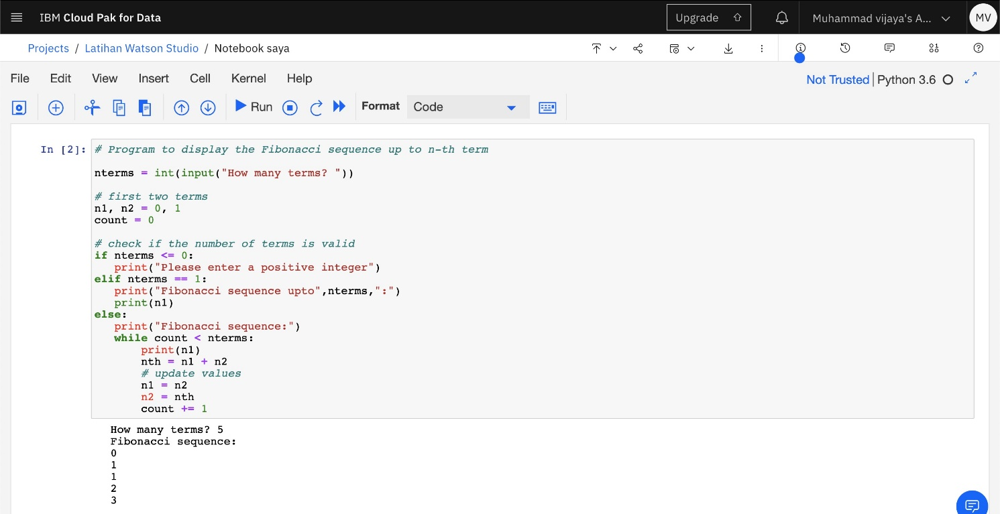 IBM Cloud Pak for Data Upgrade Muhammad vijaya's A... MV
Projects / Latihan Watson Studio / Notebook saya
File Edit View Insert Cell Kernel Help Not Trusted | Python 3.6
Run Format Code
In [2]: # Program to display the Fibonacci sequence up to n-th term
nterms = int(input("How many terms? "))
# first two terms
n1, n2 = 0, 1
count = 0
# check if the number of terms is valid
if nterms <= 0:
   print("Please enter a positive integer")
elif nterms == 1:
   print("Fibonacci sequence upto",nterms,":")
   print(n1)
else:
   print("Fibonacci sequence:")
   while count < nterms:
       print(n1)
       nth = n1 + n2
       # update values
       n1 = n2
       n2 = nth
       count += 1
How many terms? 5
Fibonacci sequence:
0
1
1
2
3